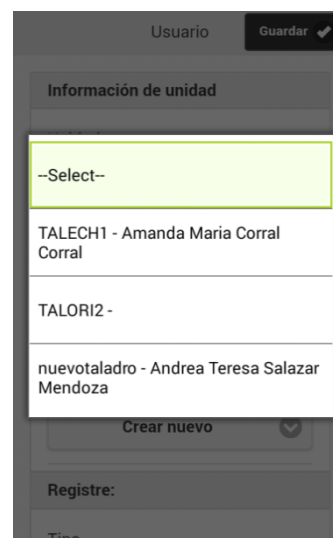 Usuario
Guardar
Información de unidad
--Select--
TALECH1 - Amanda Maria Corral
Corral
TALORI2 -
nuevotaladro - Andrea Teresa Salazar
Mendoza
Crear nuevo
Registre:
Tipo